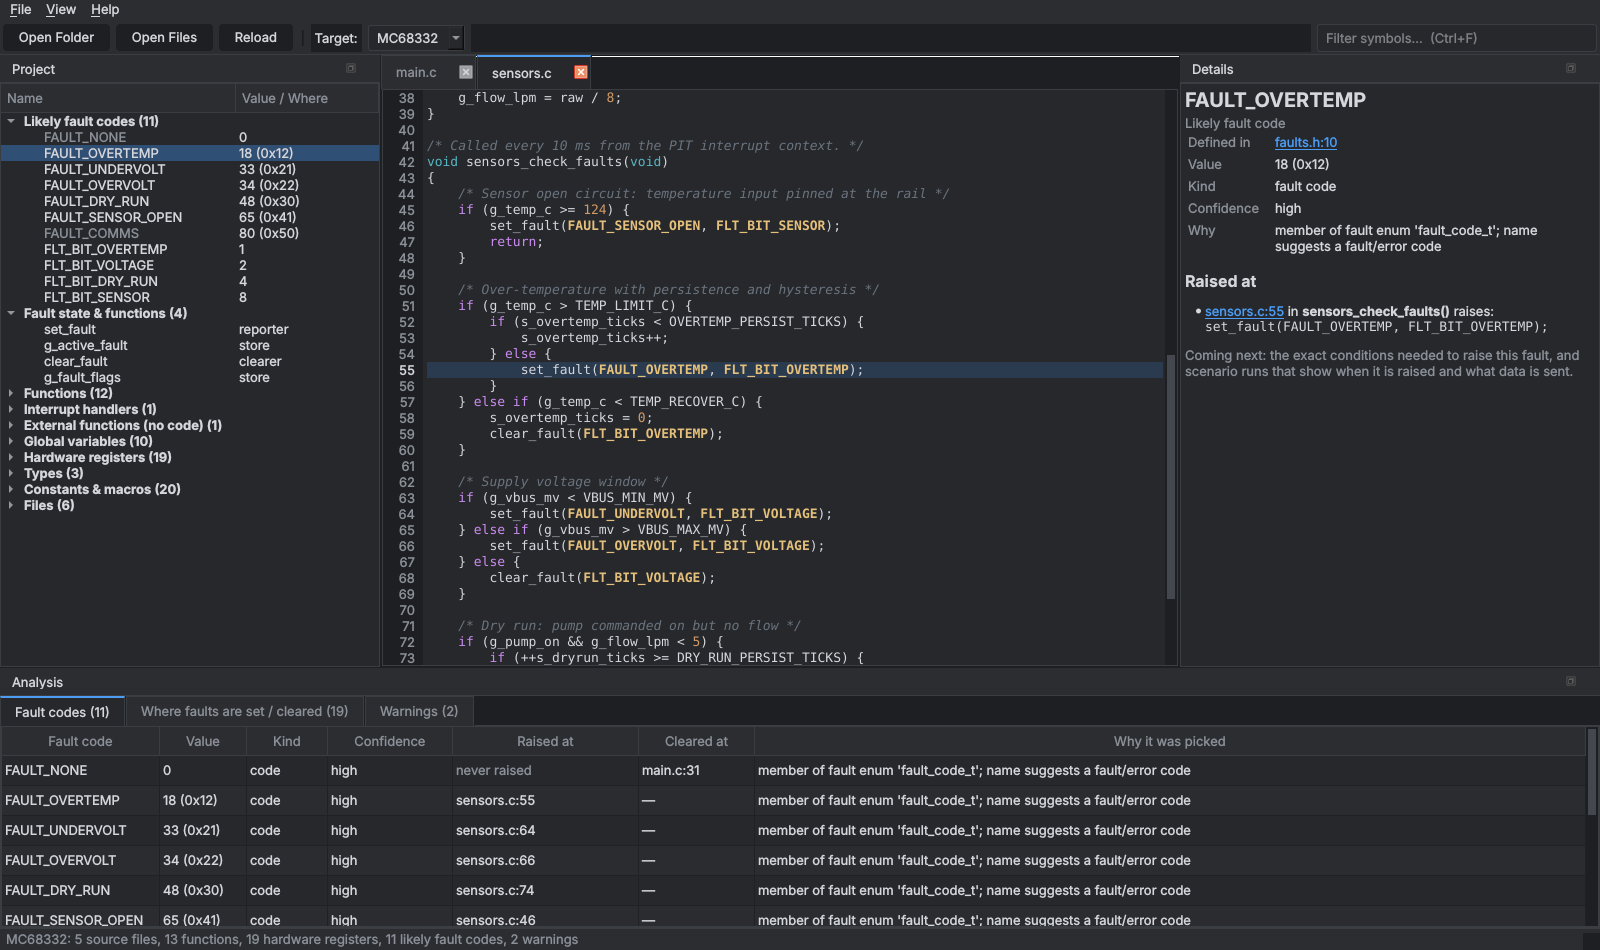 File View Help
Open Folder Open Files Reload Target: MC68332 Filter symbols... (Ctrl+F)
Project
Name Value / Where
Likely fault codes (11)
FAULT_NONE 0
FAULT_OVERTEMP 18 (0x12)
FAULT_UNDERVOLT 33 (0x21)
FAULT_OVERVOLT 34 (0x22)
FAULT_DRY_RUN 48 (0x30)
FAULT_SENSOR_OPEN 65 (0x41)
FAULT_COMMS 80 (0x50)
FLT_BIT_OVERTEMP 1
FLT_BIT_VOLTAGE 2
FLT_BIT_DRY_RUN 4
FLT_BIT_SENSOR 8
Fault state & functions (4)
set_fault reporter
g_active_fault store
clear_fault clearer
g_fault_flags store
Functions (12)
Interrupt handlers (1)
External functions (no code) (1)
Global variables (10)
Hardware registers (19)
Types (3)
Constants & macros (20)
Files (6)
main.c sensors.c
38 g_flow_lpm = raw / 8;
39 }
40
41 /* Called every 10 ms from the PIT interrupt context. */
42 void sensors_check_faults(void)
43 {
44 /* Sensor open circuit: temperature input pinned at the rail */
45 if (g_temp_c >= 124) {
46 set_fault(FAULT_SENSOR_OPEN, FLT_BIT_SENSOR);
47 return;
48 }
49
50 /* Over-temperature with persistence and hysteresis */
51 if (g_temp_c > TEMP_LIMIT_C) {
52 if (s_overtemp_ticks < OVERTEMP_PERSIST_TICKS) {
53 s_overtemp_ticks++;
54 } else {
55 set_fault(FAULT_OVERTEMP, FLT_BIT_OVERTEMP);
56 }
57 } else if (g_temp_c < TEMP_RECOVER_C) {
58 s_overtemp_ticks = 0;
59 clear_fault(FLT_BIT_OVERTEMP);
60 }
61
62 /* Supply voltage window */
63 if (g_vbus_mv < VBUS_MIN_MV) {
64 set_fault(FAULT_UNDERVOLT, FLT_BIT_VOLTAGE);
65 } else if (g_vbus_mv > VBUS_MAX_MV) {
66 set_fault(FAULT_OVERVOLT, FLT_BIT_VOLTAGE);
67 } else {
68 clear_fault(FLT_BIT_VOLTAGE);
69 }
70
71 /* Dry run: pump commanded on but no flow */
72 if (g_pump_on && g_flow_lpm < 5) {
73 if (++s_dryrun_ticks >= DRY_RUN_PERSIST_TICKS) {
Details
FAULT_OVERTEMP
Likely fault code
Defined in faults.h:10
Value 18 (0x12)
Kind fault code
Confidence high
Why member of fault enum 'fault_code_t'; name
suggests a fault/error code
Raised at
• sensors.c:55 in sensors_check_faults() raises:
set_fault(FAULT_OVERTEMP, FLT_BIT_OVERTEMP);
Coming next: the exact conditions needed to raise this fault, and
scenario runs that show when it is raised and what data is sent.
Analysis
Fault codes (11) Where faults are set / cleared (19) Warnings (2)
Fault code Value Kind Confidence Raised at Cleared at Why it was picked
FAULT_NONE 0 code high never raised main.c:31 member of fault enum 'fault_code_t'; name suggests a fault/error code
FAULT_OVERTEMP 18 (0x12) code high sensors.c:55 — member of fault enum 'fault_code_t'; name suggests a fault/error code
FAULT_UNDERVOLT 33 (0x21) code high sensors.c:64 — member of fault enum 'fault_code_t'; name suggests a fault/error code
FAULT_OVERVOLT 34 (0x22) code high sensors.c:66 — member of fault enum 'fault_code_t'; name suggests a fault/error code
FAULT_DRY_RUN 48 (0x30) code high sensors.c:74 — member of fault enum 'fault_code_t'; name suggests a fault/error code
FAULT_SENSOR_OPEN 65 (0x41) code high sensors.c:46 — member of fault enum 'fault_code_t'; name suggests a fault/error code
MC68332: 5 source files, 13 functions, 19 hardware registers, 11 likely fault codes, 2 warnings